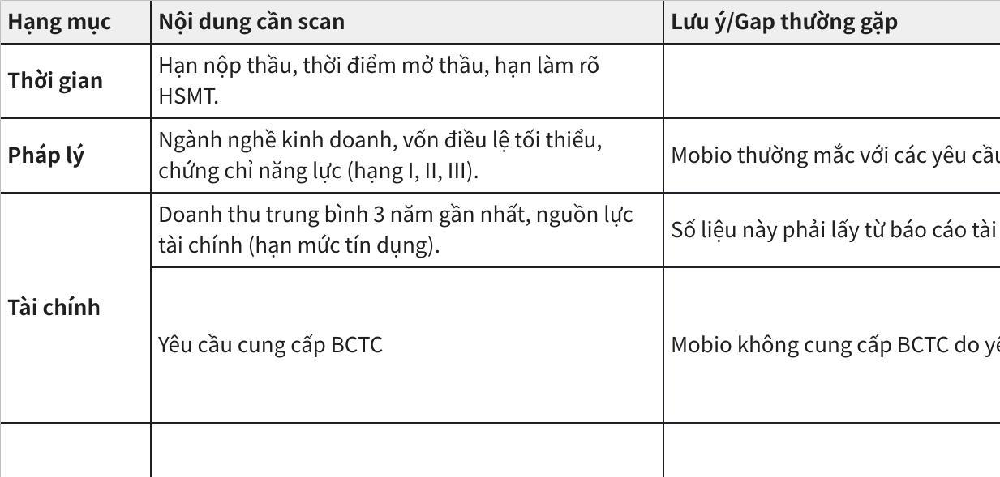 Hạng mục
Nội dung cần scan
Lưu ý/Gap thường gặp
Thời gian
Hạn nộp thầu, thời điểm mở thầu, hạn làm rõ
HSMT.
Pháp lý
Ngành nghề kinh doanh, vốn điều lệ tối thiểu,
chứng chỉ năng lực (hạng I, II, III).
Mobio thường mắc với các yêu cầu
Tài chính
Doanh thu trung bình 3 năm gần nhất, nguồn lực
tài chính (hạn mức tín dụng).
Số liệu này phải lấy từ báo cáo tài
Yêu cầu cung cấp BCTC
Mobio không cung cấp BCTC do